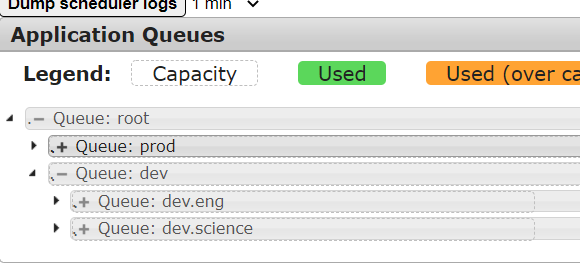 Dump scheduler logs 1 min
Application Queues
Legend: Capacity Used Used (over ca
Queue: root
Queue: prod
Queue: dev
Queue: dev.eng
Queue: dev.science